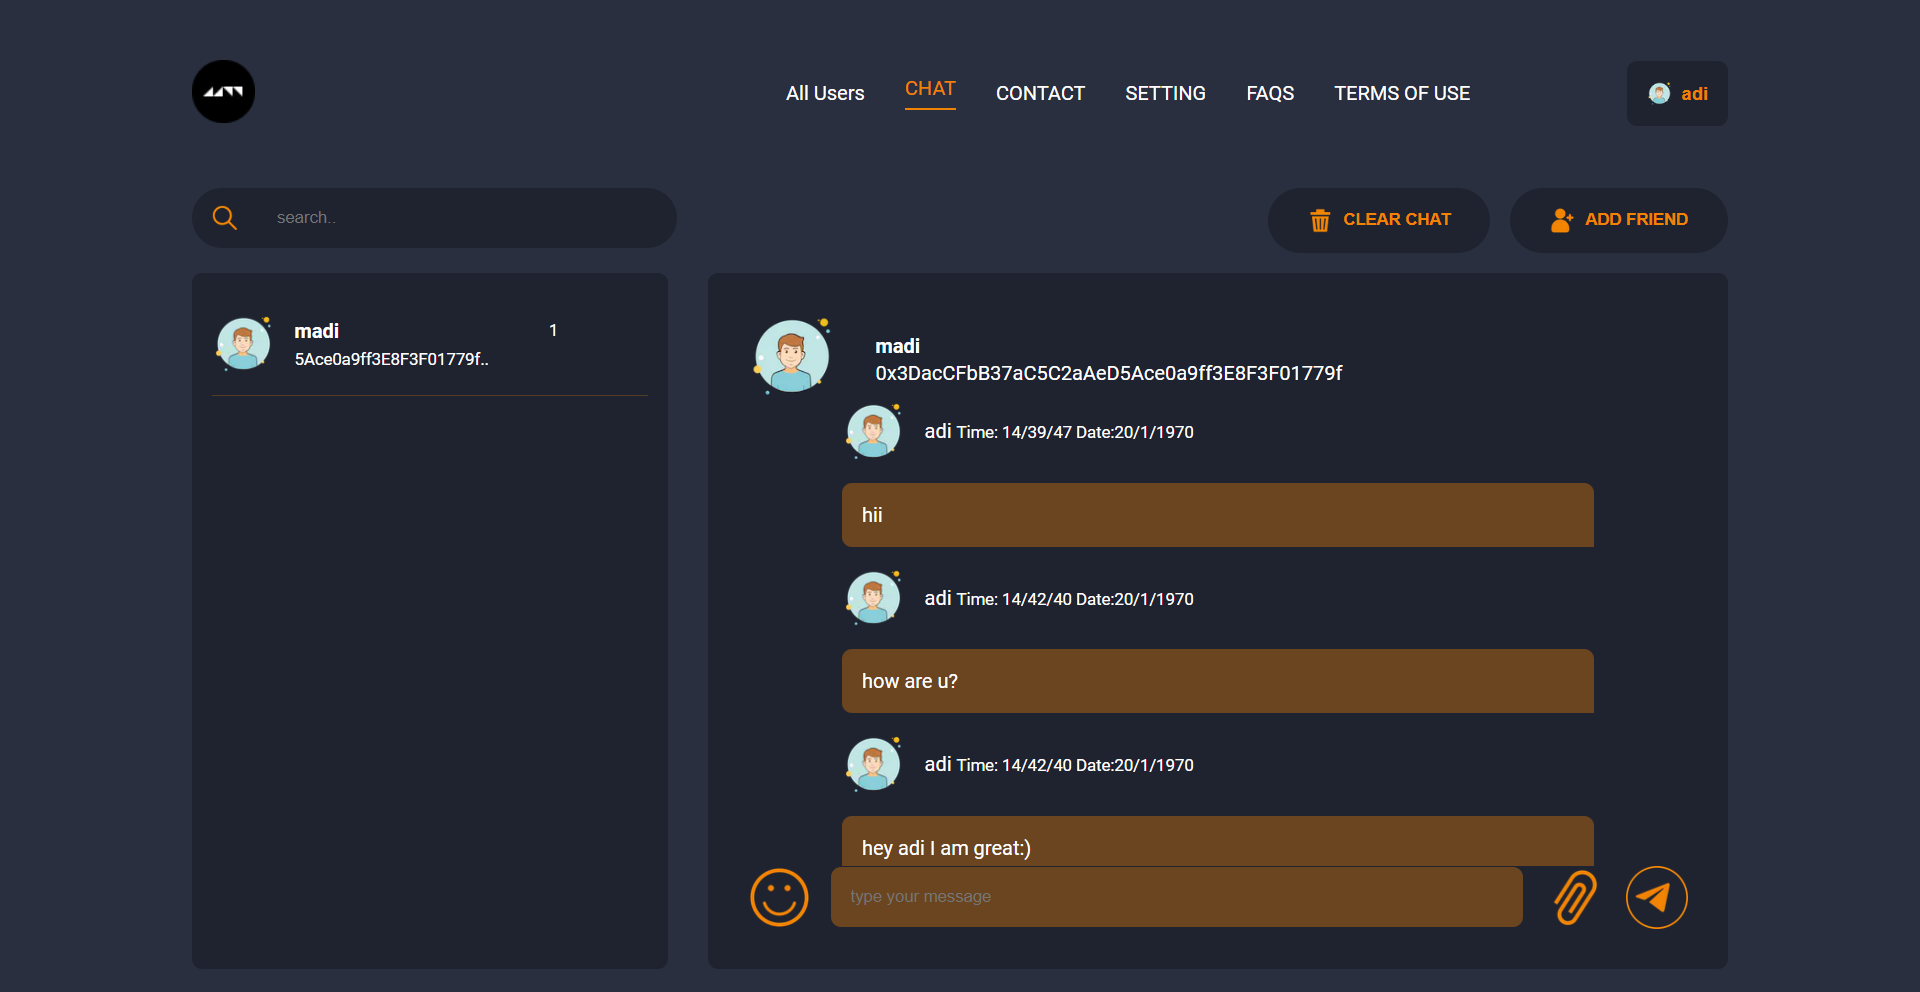 All Users CHAT CONTACT SETTING FAQS TERMS OF USE adi
search.. CLEAR CHAT ADD FRIEND
madi 1
5Ace0a9ff3E8F3F01779f..
madi
0x3DacCFbB37aC5C2aAeD5Ace0a9ff3E8F3F01779f
adi Time: 14/39/47 Date:20/1/1970
hii
adi Time: 14/42/40 Date:20/1/1970
how are u?
adi Time: 14/42/40 Date:20/1/1970
hey adi I am great:)
type your message